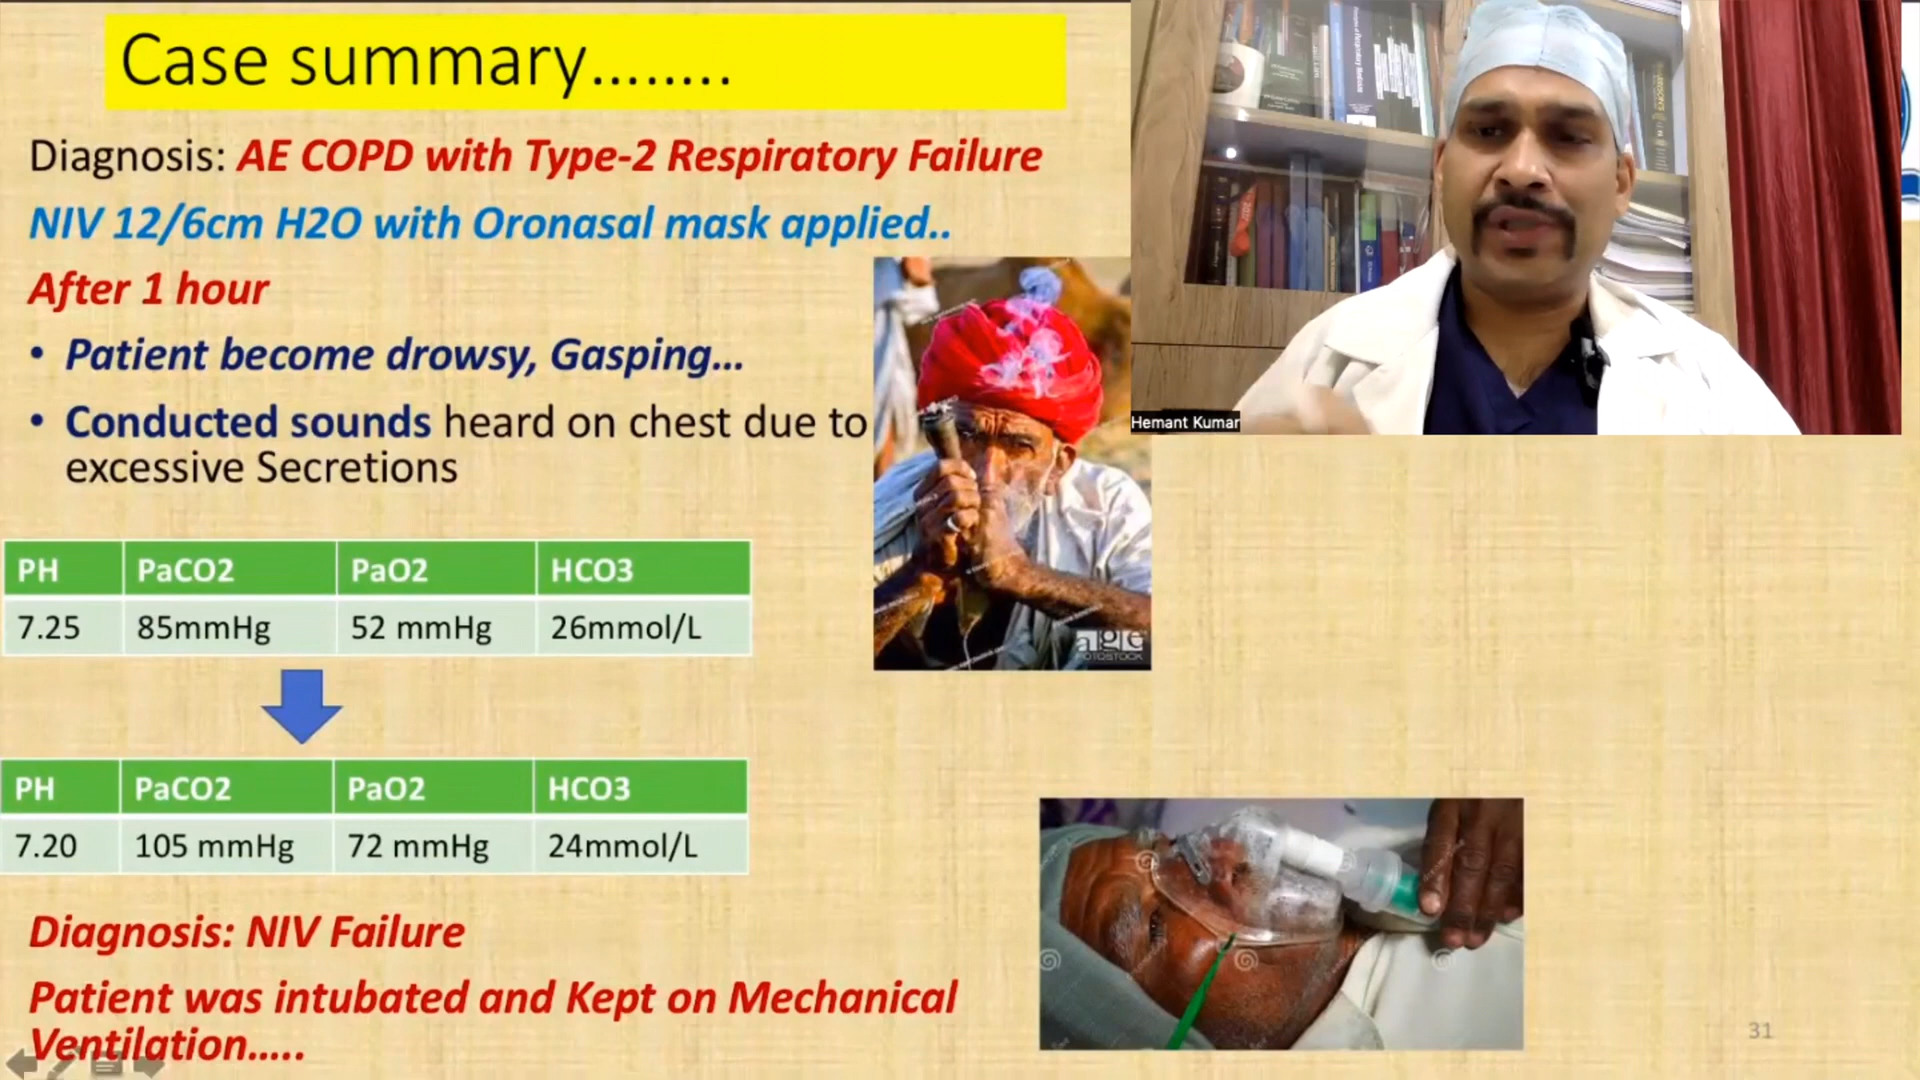 Case summary........
Diagnosis: AE COPD with Type-2 Respiratory Failure
NIV 12/6cm H2O with Oronasal mask applied..
After 1 hour
• Patient become drowsy, Gasping...
• Conducted sounds heard on chest due to
excessive Secretions
PH PaCO2 PaO2 HCO3
7.25 85mmHg 52 mmHg 26mmol/L
PH PaCO2 PaO2 HCO3
7.20 105 mmHg 72 mmHg 24mmol/L
Diagnosis: NIV Failure
Patient was intubated and Kept on Mechanical
Ventilation.....
Hemant Kumar
age
FOTOSTOCK
31